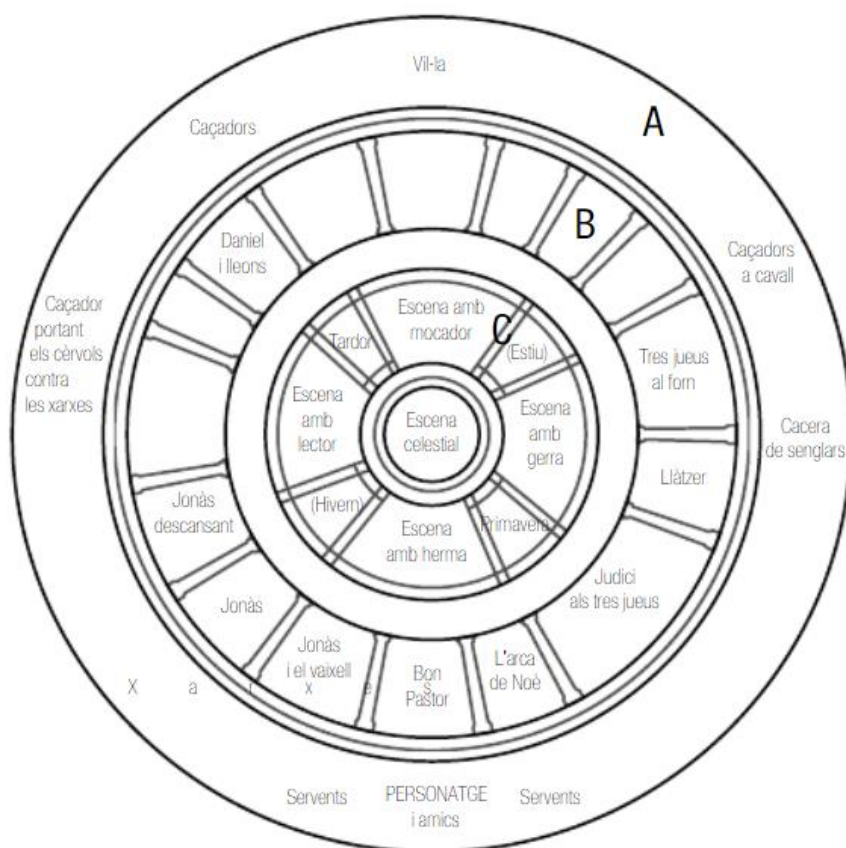 Vil·la
A
Caçadors
B
Daniel
i lleons
Caçadors
a cavall
Caçador
portant
els cèrvols
contra
les xarxes
Escena amb
mocador
C
Tardor
(Estiu)
Tres jueus
al forn
Escena
amb
lector
Escena
celestial
Escena
amb
gerra
Cacera
de senglars
Llàtzer
Jonàs
descansant
(Hivern)
Primavera
Escena
amb herma
Judici
als tres jueus
Jonàs
Jonàs
i el vaixell
Bon
Pastor
L'arca
de Noè
X a r x e s
Servents
PERSONATGE
i amics
Servents